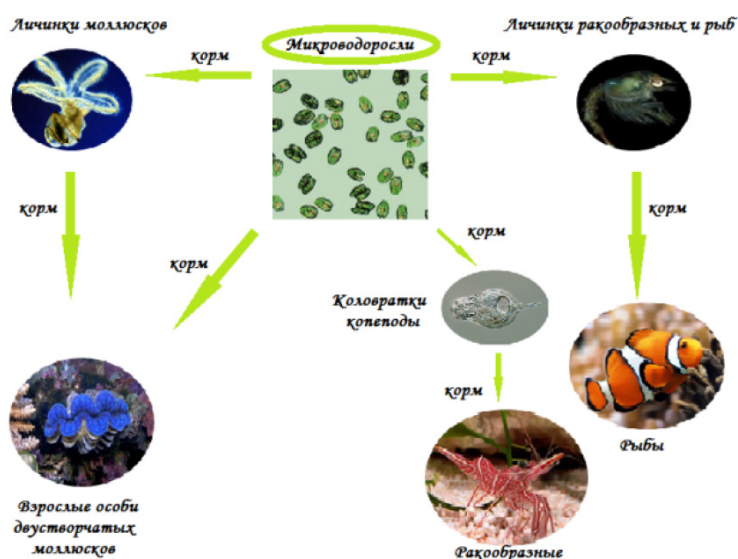 Личинки моллюсков
корм
Микроводоросли
корм
Личинки ракообразных и рыб
корм
корм
корм
корм
Коловратки
копеподы
корм
Рыбы
Взрослые особи
двустворчатых
моллюсков
Ракообразные